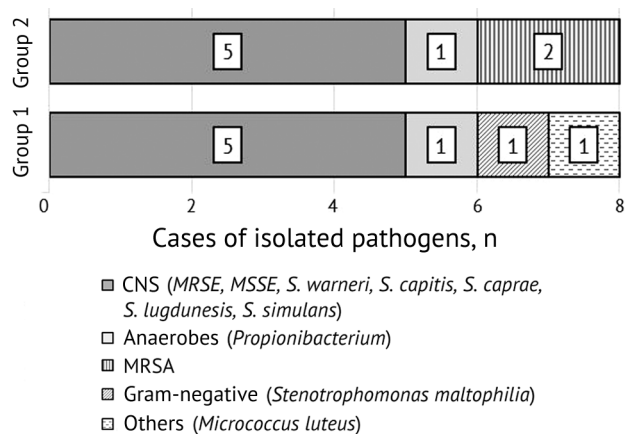 Group 2
5
1
2
Group 1
5
1
1
1
0
2
4
6
8
Cases of isolated pathogens, n
CNS (MRSE, MSSE, S. warneri, S. capitis, S. caprae,
S. lugdunesis, S. simulans)
Anaerobes (Propionibacterium)
MRSA
Gram-negative (Stenotrophomonas maltophilia)
Others (Micrococcus luteus)